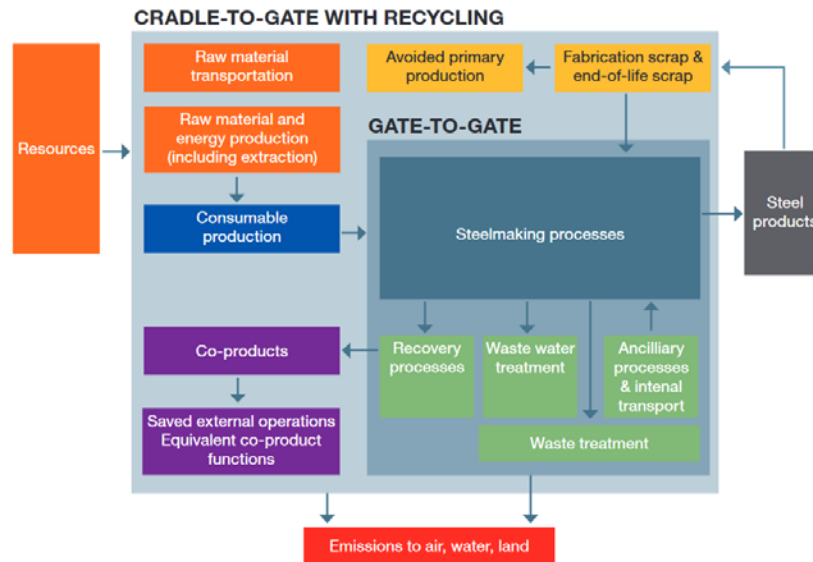 CRADLE-TO-GATE WITH RECYCLING
Raw material
transportation
Avoided primary
production
Fabrication scrap &
end-of-life scrap
Resources
Raw material and
energy production
(including extraction)
GATE-TO-GATE
Consumable
production
Steelmaking processes
Steel
products
Co-products
Recovery
processes
Waste water
treatment
Ancilliary
processes
& intenal
transport
Saved external operations
Equivalent co-product
functions
Waste treatment
Emissions to air, water, land